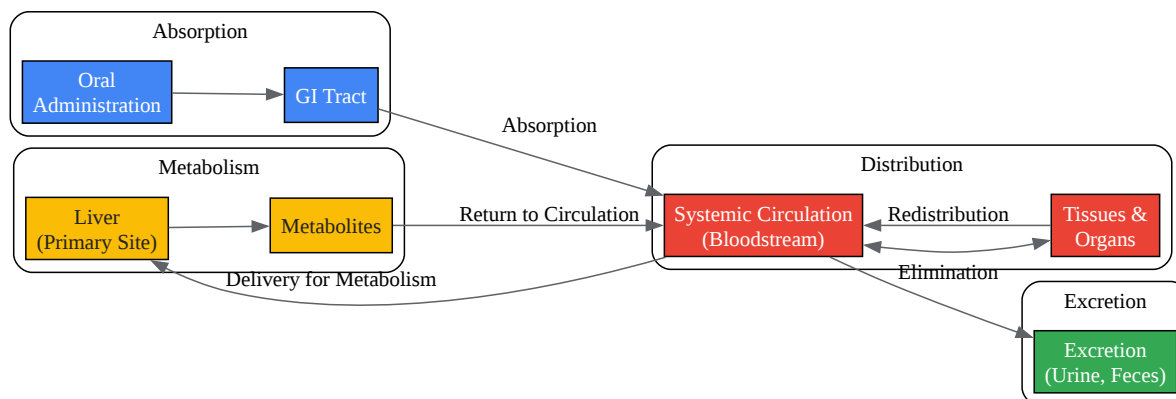 Absorption
Oral
Administration
GI Tract
Absorption
Metabolism
Liver
(Primary Site)
Metabolites
Return to Circulation
Delivery for Metabolism
Distribution
Systemic Circulation
(Bloodstream)
Redistribution
Tissues &
Organs
Elimination
Excretion
Excretion
(Urine, Feces)